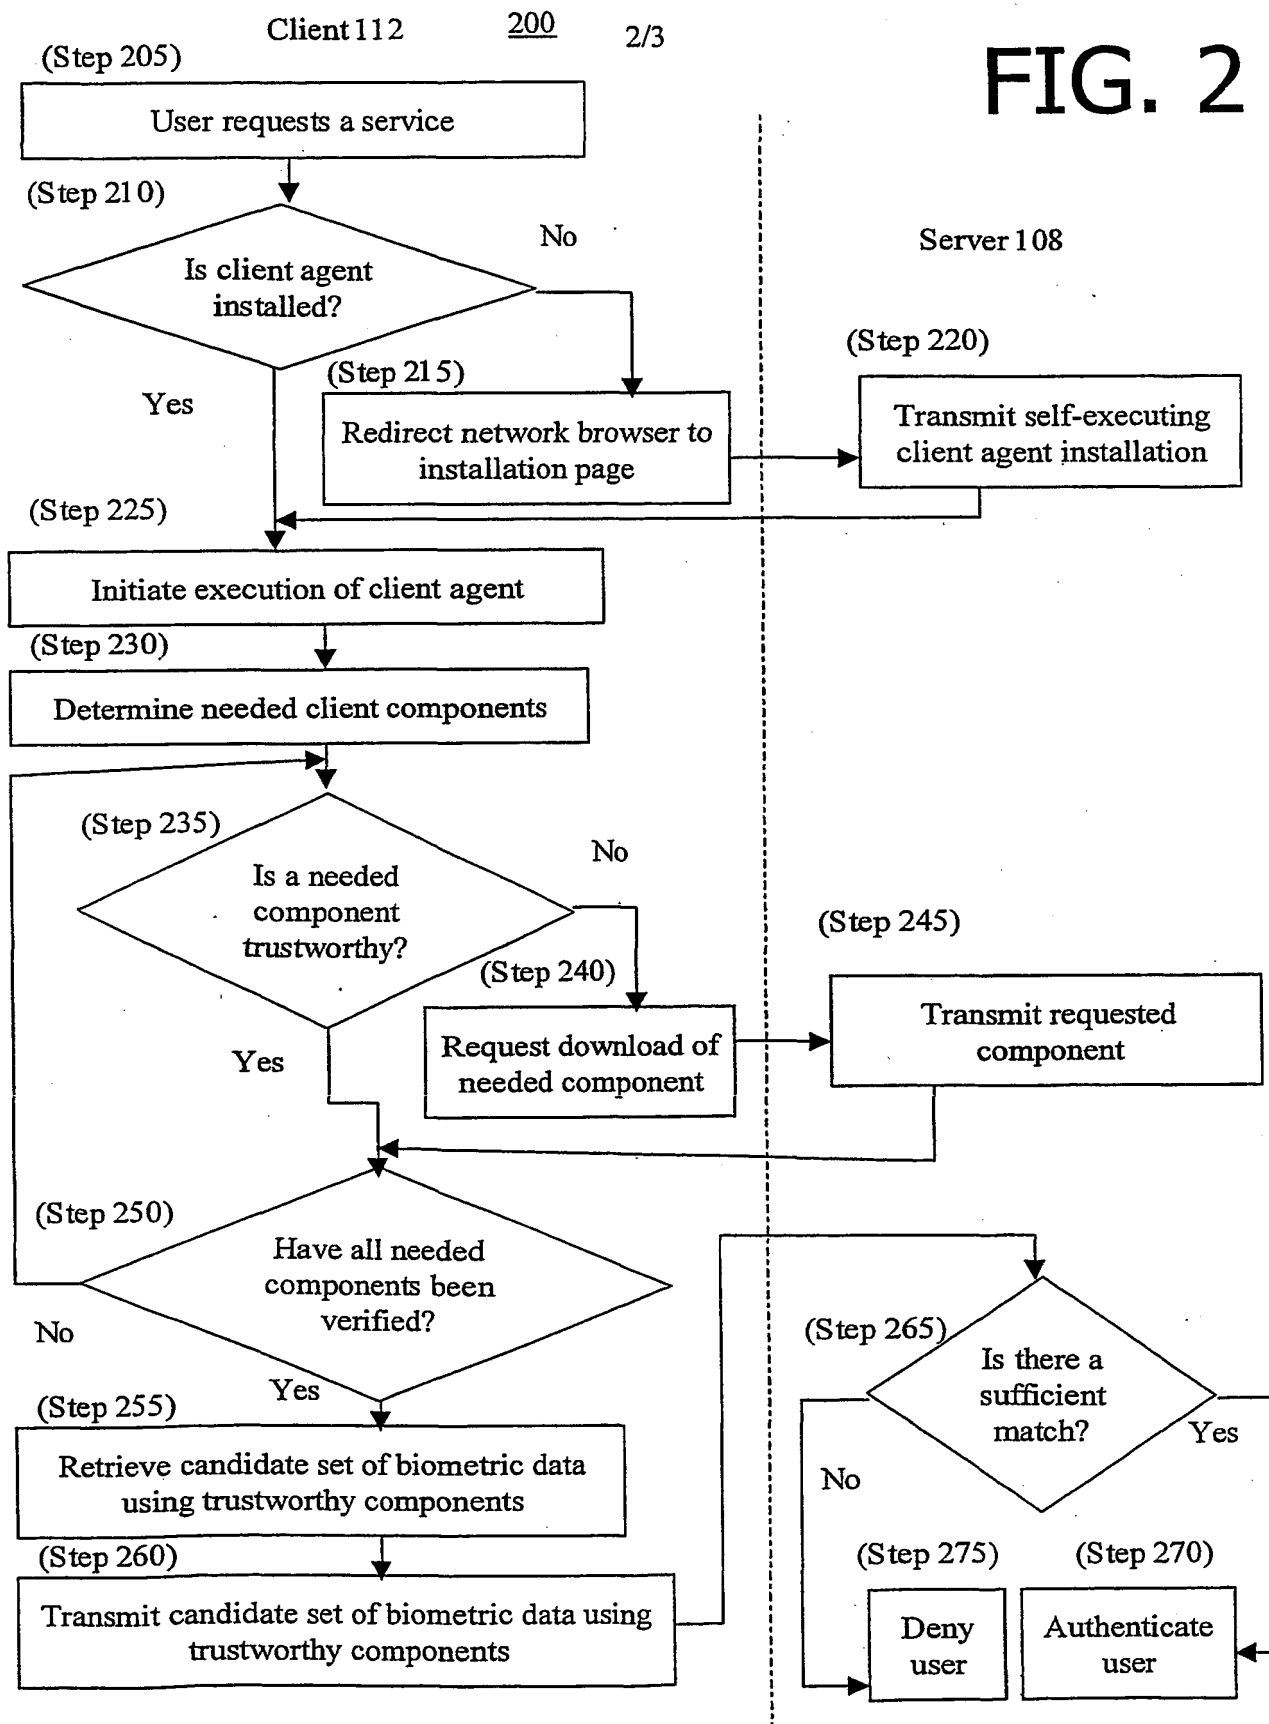 Client 112
200
2/3
FIG. 2
(Step 205)
User requests a service
(Step 210)
No
Is client agent
installed?
Server 108
(Step 220)
(Step 215)
Yes
Redirect network browser to
installation page
Transmit self-executing
client agent installation
(Step 225)
Initiate execution of client agent
(Step 230)
Determine needed client components
(Step 235)
No
Is a needed
component
trustworthy?
(Step 245)
(Step 240)
Yes
Request download of
needed component
Transmit requested
component
(Step 250)
Have all needed
components been
verified?
No
Yes
(Step 265)
Is there a
sufficient
match?
Yes
No
(Step 255)
Retrieve candidate set of biometric data
using trustworthy components
(Step 260)
Transmit candidate set of biometric data using
trustworthy components
(Step 275)
(Step 270)
Deny
user
Authenticate
user